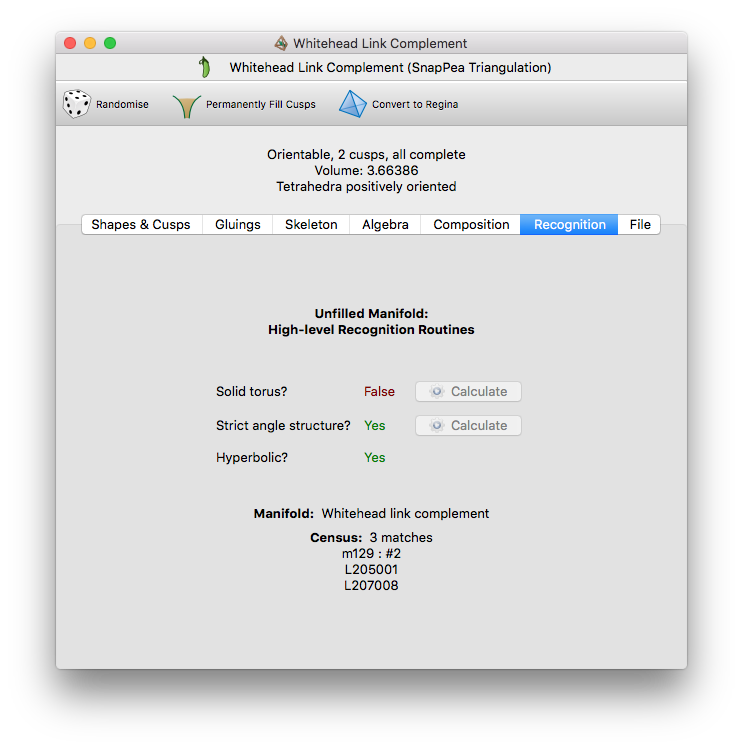 Whitehead Link Complement
Whitehead Link Complement (SnapPea Triangulation)
Randomise Permanently Fill Cusps Convert to Regina
Orientable, 2 cusps, all complete
Volume: 3.66386
Tetrahedra positively oriented
Shapes & Cusps Gluings Skeleton Algebra Composition Recognition File
Unfilled Manifold:
High-level Recognition Routines
Solid torus? False Calculate
Strict angle structure? Yes Calculate
Hyperbolic? Yes
Manifold: Whitehead link complement
Census: 3 matches
m129 : #2
L205001
L207008